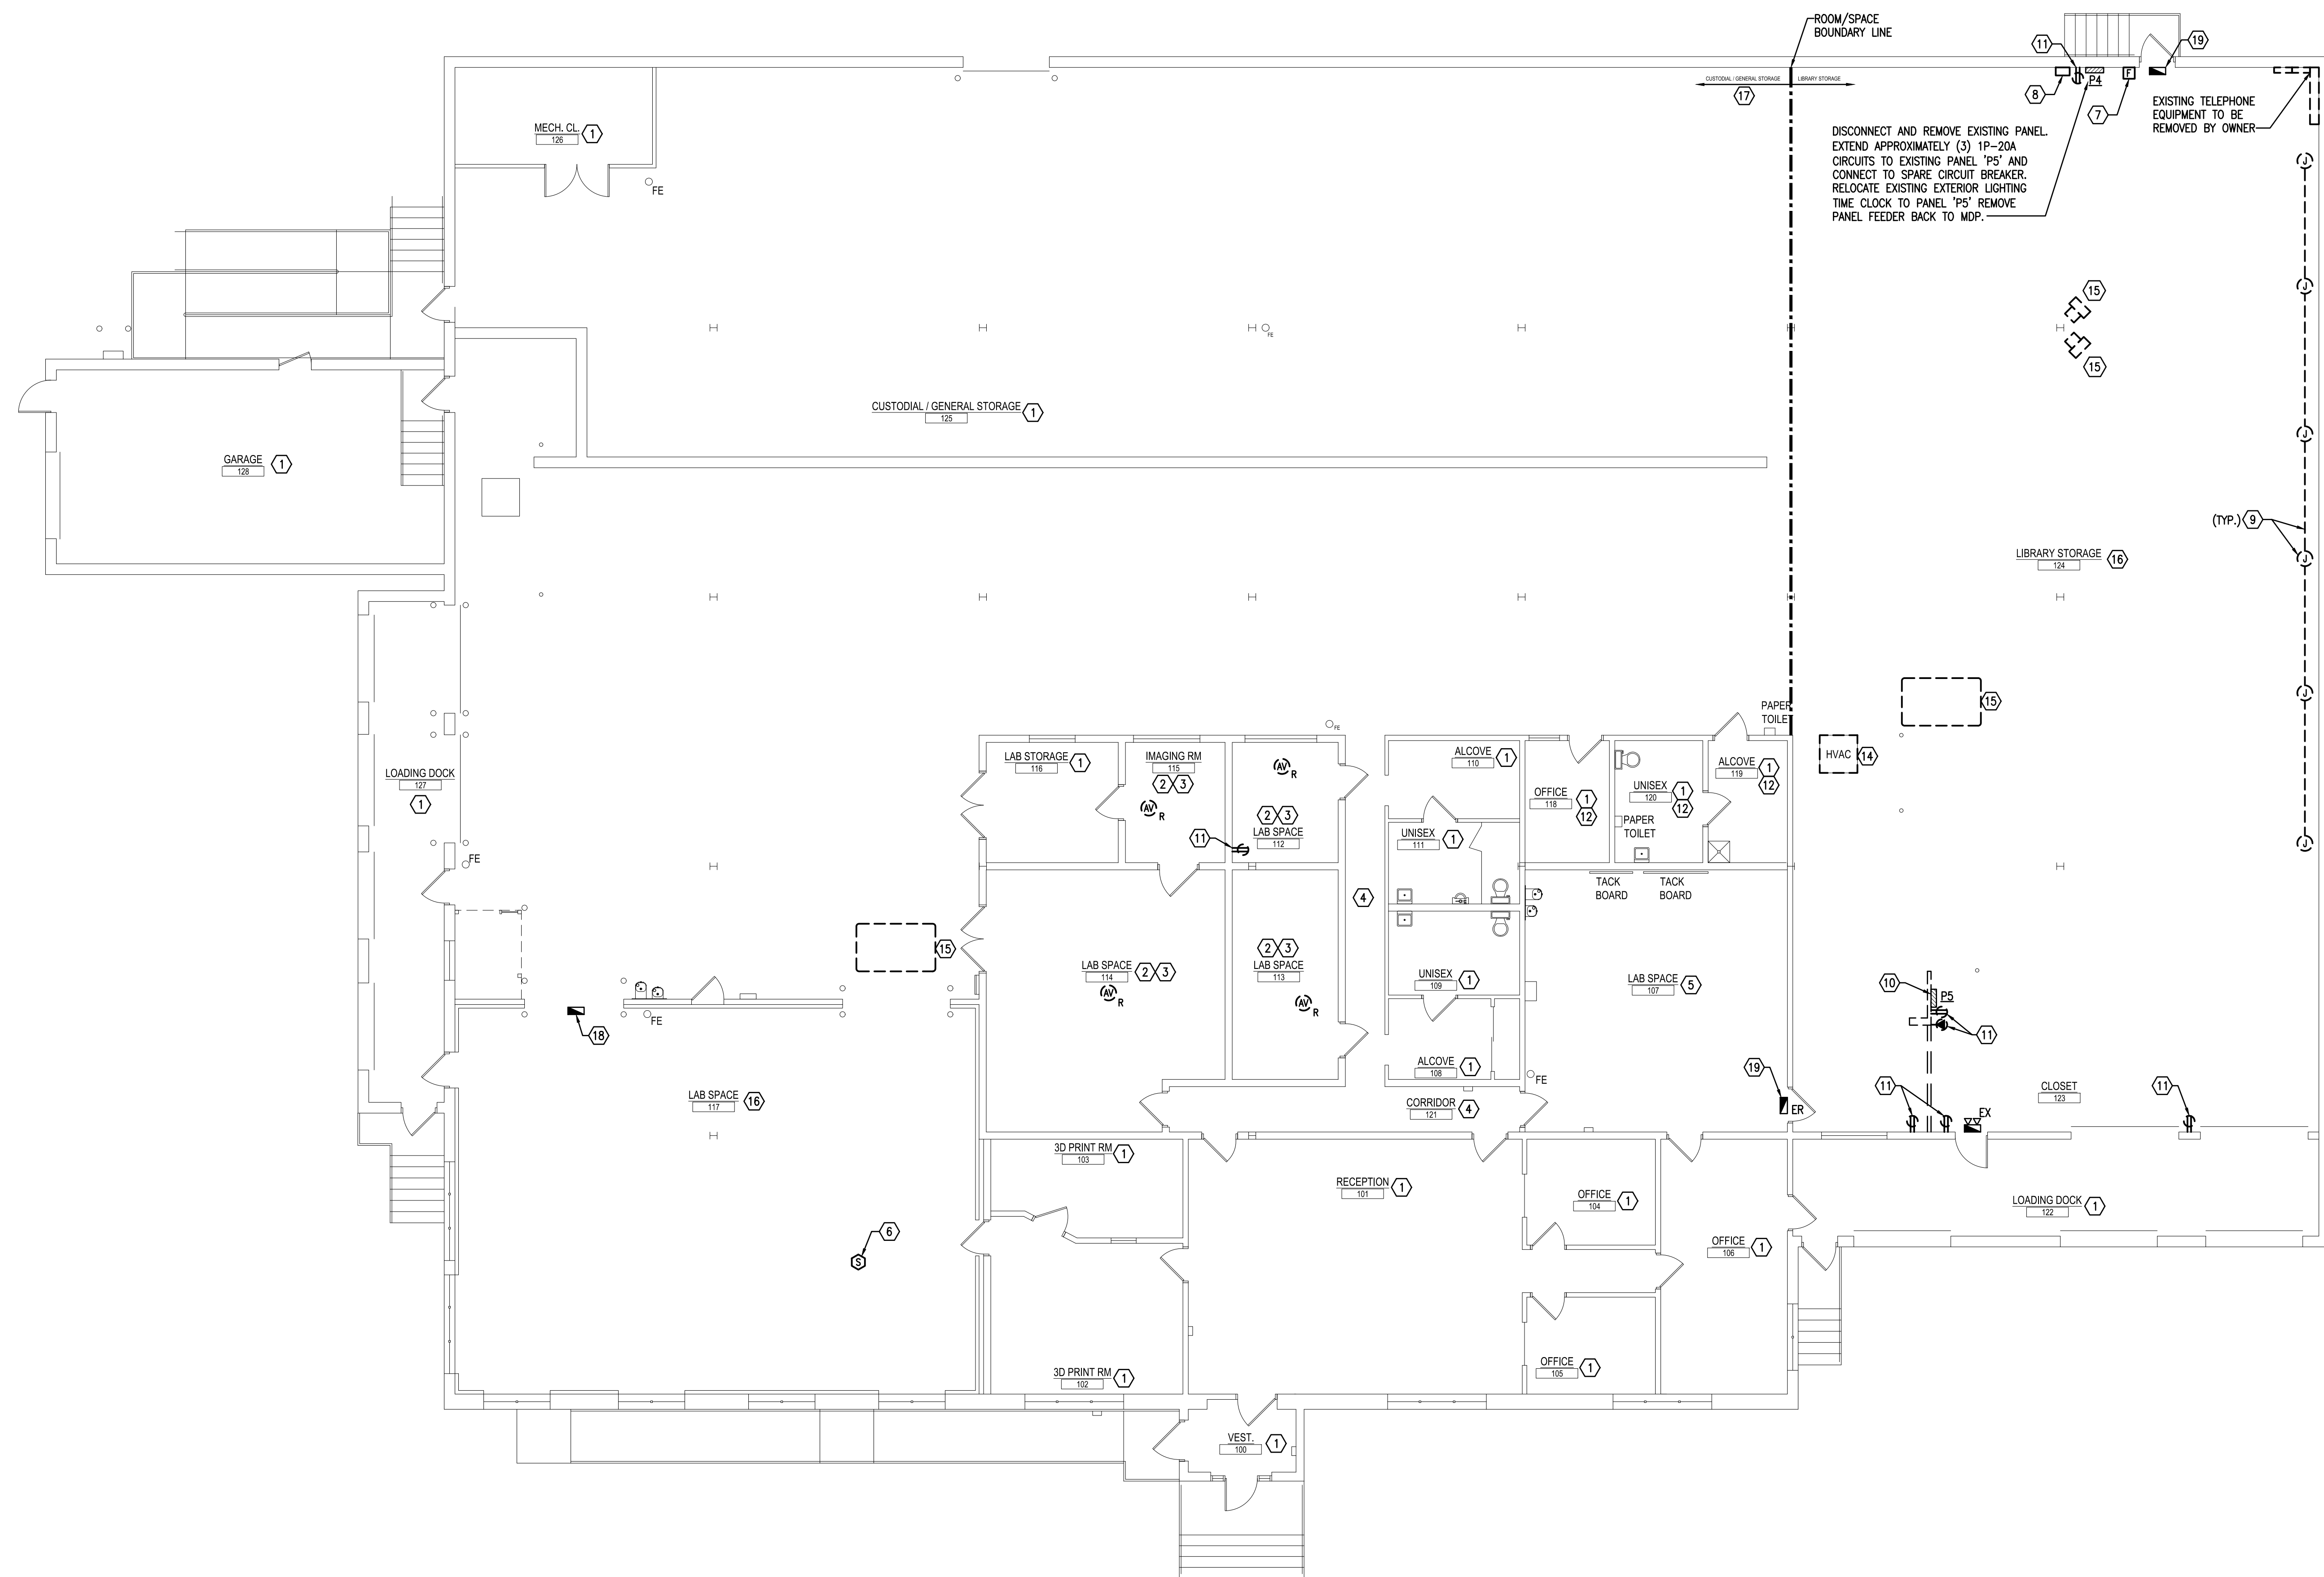 ROOM/SPACE
BOUNDARY LINE
11
19
CUSTODIAL / GENERAL STORAGE
LIBRARY STORAGE
17
8
P4
F
7
EXISTING TELEPHONE
EQUIPMENT TO BE
REMOVED BY OWNER
DISCONNECT AND REMOVE EXISTING PANEL.
EXTEND APPROXIMATELY (3) 1P-20A
CIRCUITS TO EXISTING PANEL 'P5' AND
CONNECT TO SPARE CIRCUIT BREAKER.
RELOCATE EXISTING EXTERIOR LIGHTING
TIME CLOCK TO PANEL 'P5' REMOVE
PANEL FEEDER BACK TO MDP.
MECH. CL. 1
126
FE
J
J
15
FE
15
CUSTODIAL / GENERAL STORAGE 1
125
J
GARAGE 1
128
(TYP.) 9
LIBRARY STORAGE 16
124
J
15
J
PAPER
TOILET
FE
LAB STORAGE 1
116
IMAGING RM
115
2 3
AV
R
AV
R
2 3
LAB SPACE
112
11
ALCOVE 1
110
OFFICE 1
118
12
UNISEX 1
120
12
PAPER
TOILET
ALCOVE 1
119
12
HVAC 14
LOADING DOCK
127
1
UNISEX 1
111
J
FE
TACK
BOARD
TACK
BOARD
4
15
LAB SPACE 2 3
114
AV
R
2 3
LAB SPACE
113
AV
R
UNISEX 1
109
LAB SPACE 5
107
10
P5
11
FE
18
ALCOVE 1
108
FE
19
ER
11
EX
11
CLOSET
123
LAB SPACE 16
117
CORRIDOR 4
121
3D PRINT RM 1
103
RECEPTION 1
101
OFFICE 1
104
LOADING DOCK 1
122
6
S
OFFICE 1
106
3D PRINT RM 1
102
OFFICE 1
105
VEST. 1
100